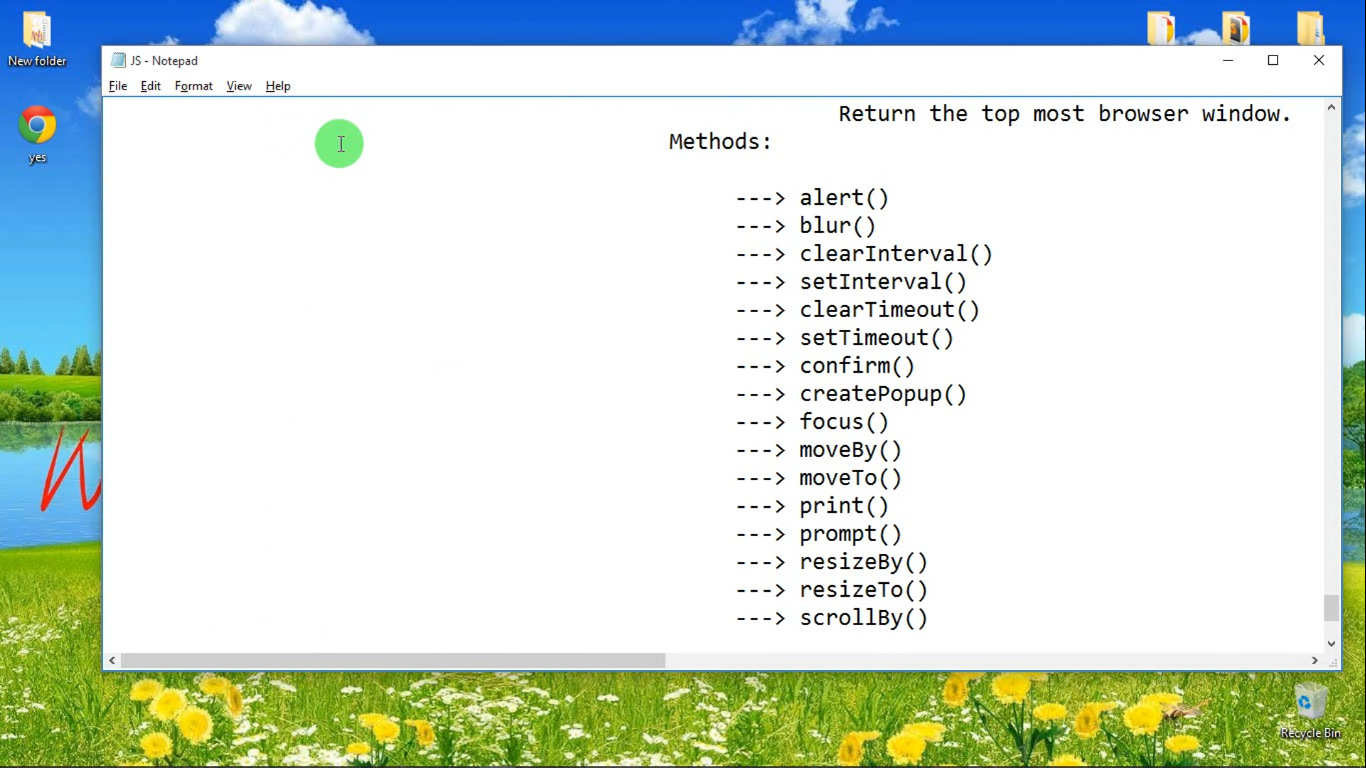 New folder
yes
JS - Notepad
File Edit Format View Help
Return the top most browser window.
Methods:
---> alert()
---> blur()
---> clearInterval()
---> setInterval()
---> clearTimeout()
---> setTimeout()
---> confirm()
---> createPopup()
---> focus()
---> moveBy()
---> moveTo()
---> print()
---> prompt()
---> resizeBy()
---> resizeTo()
---> scrollBy()
Recycle Bin